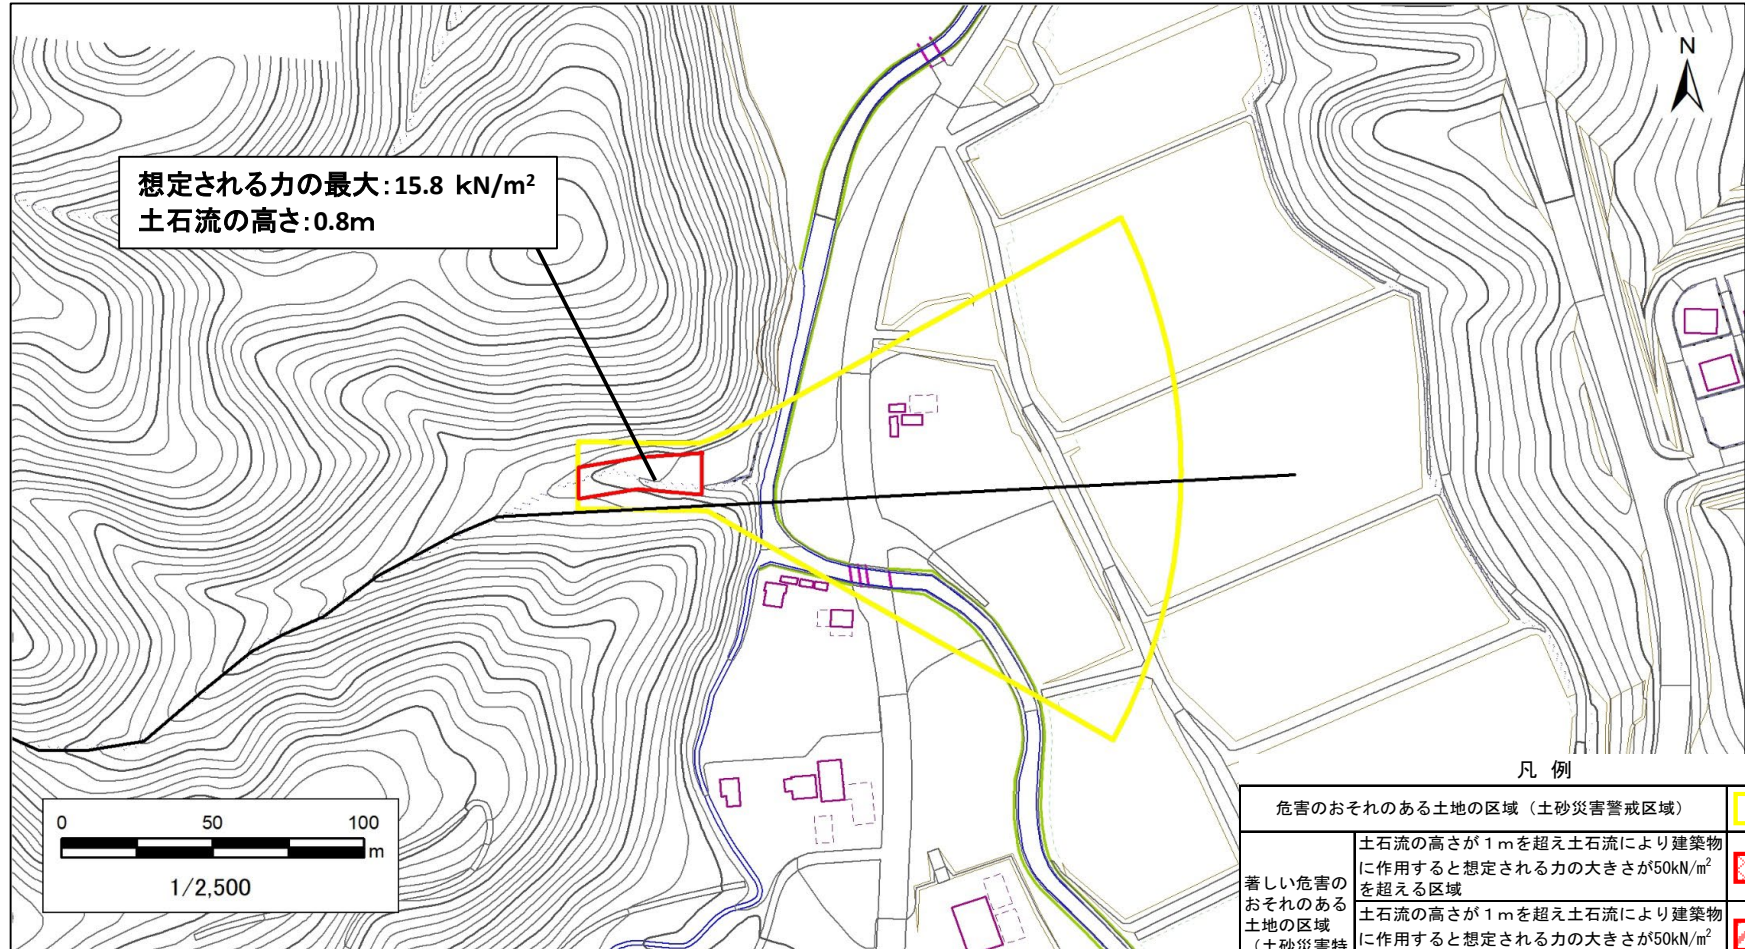 N
想定される力の最大:15.8 kN/m²
土石流の高さ:0.8m
0 50 100
m
1/2,500
凡 例
危害のおそれのある土地の区域（土砂災害警戒区域）
土石流の高さが１ｍを超え土石流により建築物
に作用すると想定される力の大きさが50kN/m²
を超える区域
著しい危害の
おそれのある
土地の区域
（土砂災害特
土石流の高さが１ｍを超え土石流により建築物
に作用すると想定される力の大きさが50kN/m²